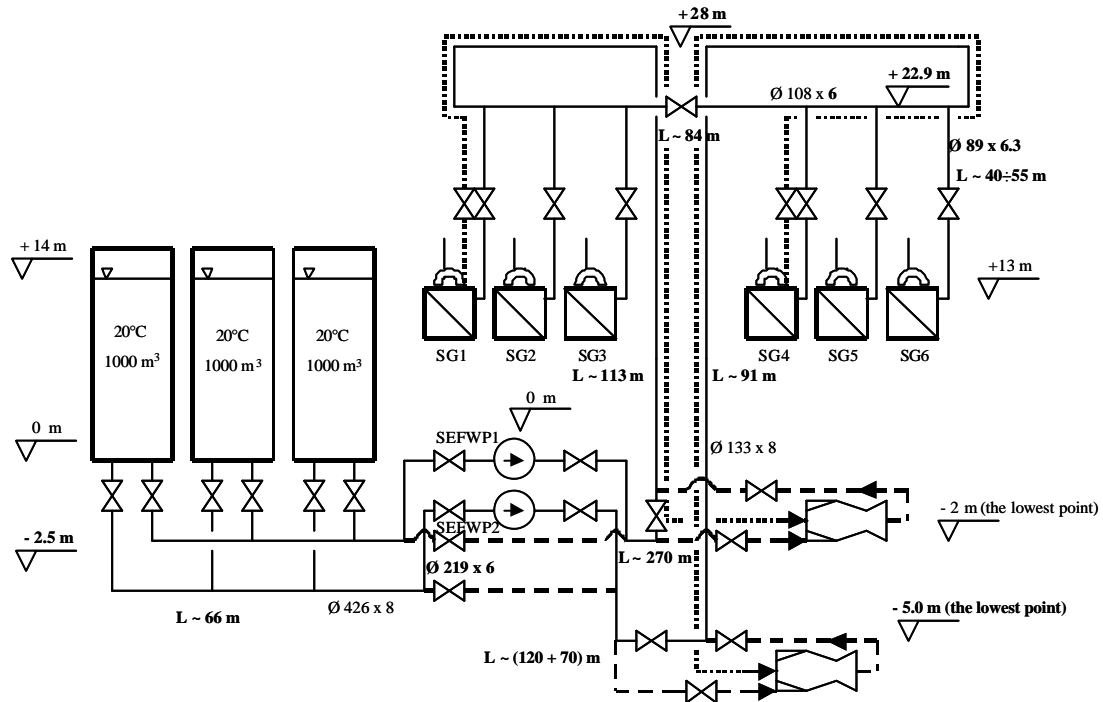 + 28 m
+ 22.9 m
Ø 108 x 6
L ~ 84 m
Ø 89 x 6.3
L ~ 40÷55 m
+ 14 m
+13 m
20°C
1000 m³
20°C
1000 m³
20°C
1000 m³
SG1
SG2
SG3
SG4
SG5
SG6
L ~ 113 m
L ~ 91 m
0 m
0 m
SEFWP1
Ø 133 x 8
- 2 m (the lowest point)
SEFWP2
- 2.5 m
L ~ 270 m
Ø 219 x 6
Ø 426 x 8
L ~ 66 m
- 5.0 m (the lowest point)
L ~ (120 + 70) m